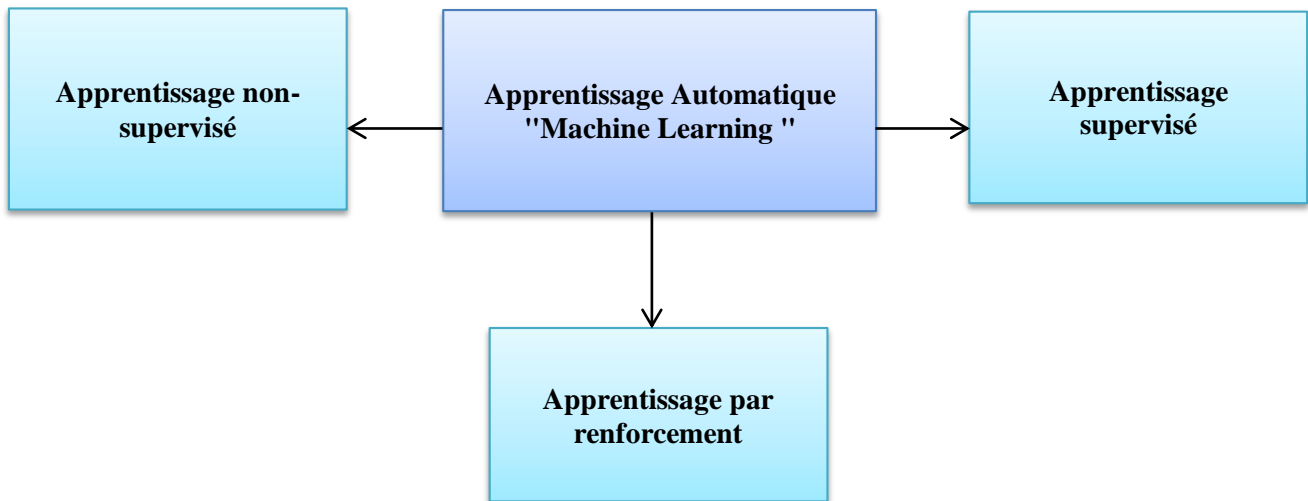 Apprentissage non-
supervisé
Apprentissage Automatique
"Machine Learning "
Apprentissage
supervisé
Apprentissage par
renforcement